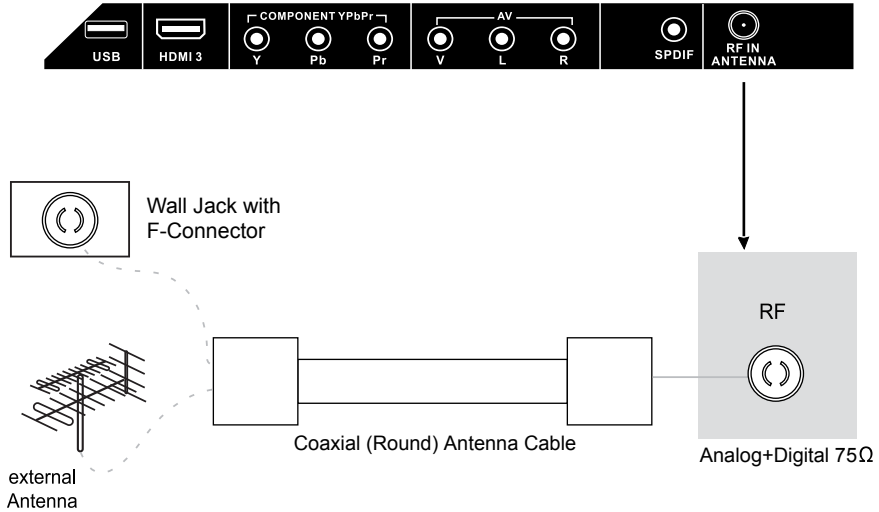 COMPONENT YPbPr
AV
USB
HDMI 3
Y
Pb
Pr
V
L
R
SPDIF
RF IN
ANTENNA
Wall Jack with
F-Connector
RF
Coaxial (Round) Antenna Cable
Analog+Digital 75Ω
external
Antenna